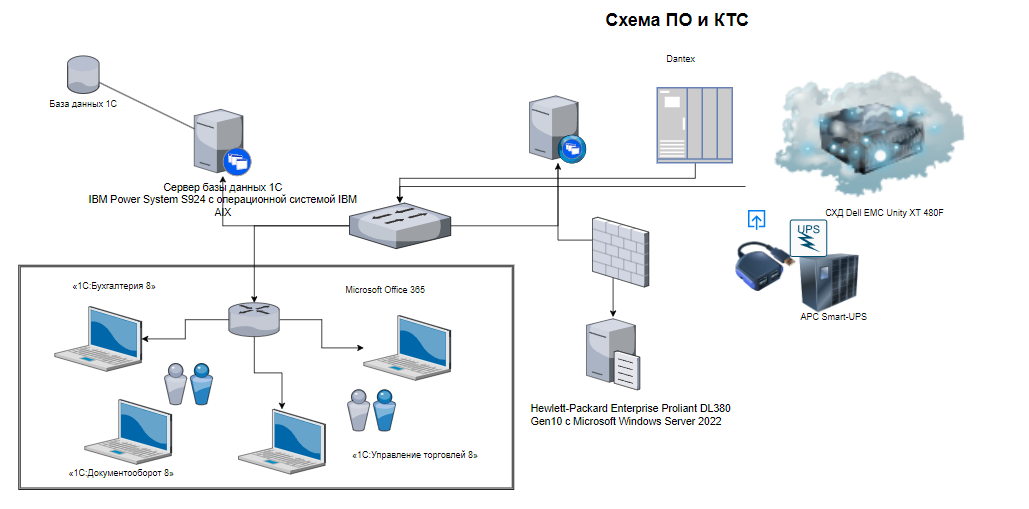 Схема ПО и КТС
Dantex
База данных 1С
Сервер базы данных 1С
IBM Power System S924 с операционной системой IBM
AIX
СХД Dell EMC Unity XT 480F
UPS
APC Smart-UPS
«1С:Бухгалтерия 8»
Microsoft Office 365
Hewlett-Packard Enterprise Proliant DL380
Gen10 с Microsoft Windows Server 2022
«1С:Управление торговлей 8»
«1С:Документооборот 8»